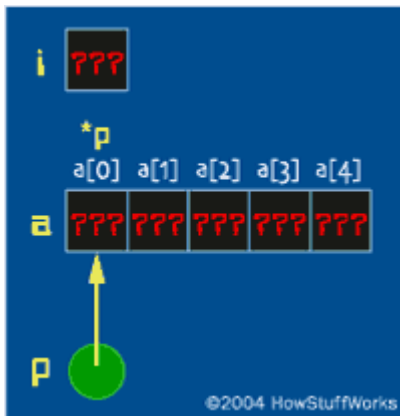 i ???
*p
a[0] a[1] a[2] a[3] a[4]
a ??? ??? ??? ??? ???
p
©2004 HowStuffWorks